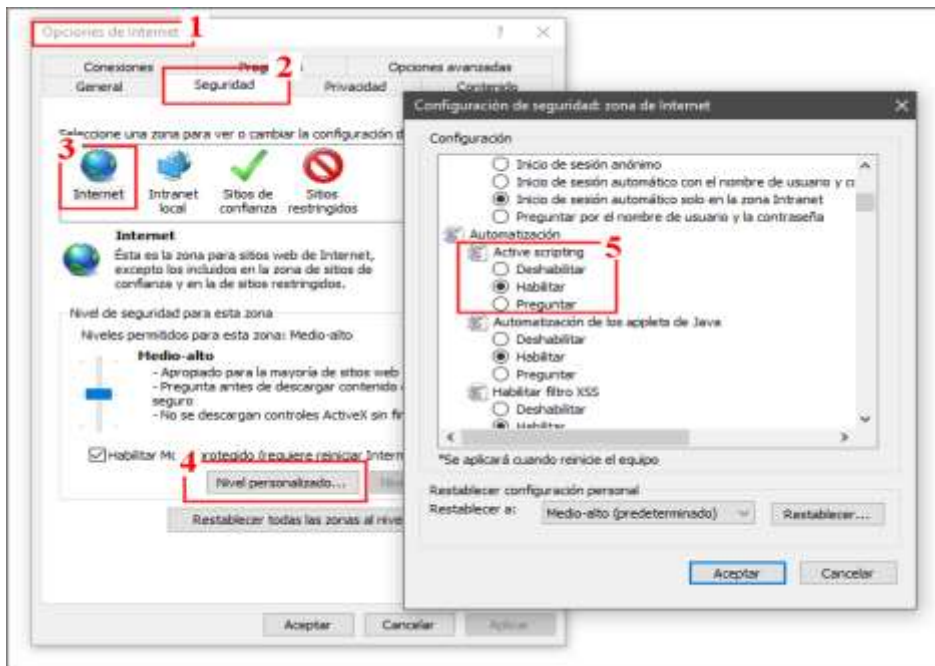 Opciones de Internet
1
?
Conexiones
Opciones avanzadas
2
General
Seguridad
Privacidad
Contenido
Seleccione una zona para ver o cambiar la configuración d
3
Internet
Intranet local
Sitios de confianza
Sitios restringidos
Internet
Ésta es la zona para sitios web de Internet,
excepto los incluidos en la zona de sitios de
confianza y en la de sitios restringidos.
Nivel de seguridad para esta zona
Niveles permitidos para esta zona: Medio-alto
Medio-alto
- Apropiado para la mayoría de sitios web
- Pregunta antes de descargar contenido
seguro
- No se descargan controles ActiveX sin fir
Habilitar Mo rotegido (requiere reiniciar Intern
4
Nivel personalizado...
Restablecer todas las zonas al nive
Aceptar
Cancelar
Aplicar
Configuración de seguridad: zona de Internet
Configuración
Inicio de sesión anónimo
Inicio de sesión automático con el nombre de usuario y co
Inicio de sesión automático solo en la zona Intranet
Preguntar por el nombre de usuario y la contraseña
Automatización
5
Active scripting
Deshabilitar
Habilitar
Preguntar
Automatización de los applets de Java
Deshabilitar
Habilitar
Preguntar
Habilitar filtro XSS
Deshabilitar
Habilitar
*Se aplicará cuando reinicie el equipo
Restablecer configuración personal
Restablecer a:
Medio-alto (predeterminado)
Restablecer...
Aceptar
Cancelar